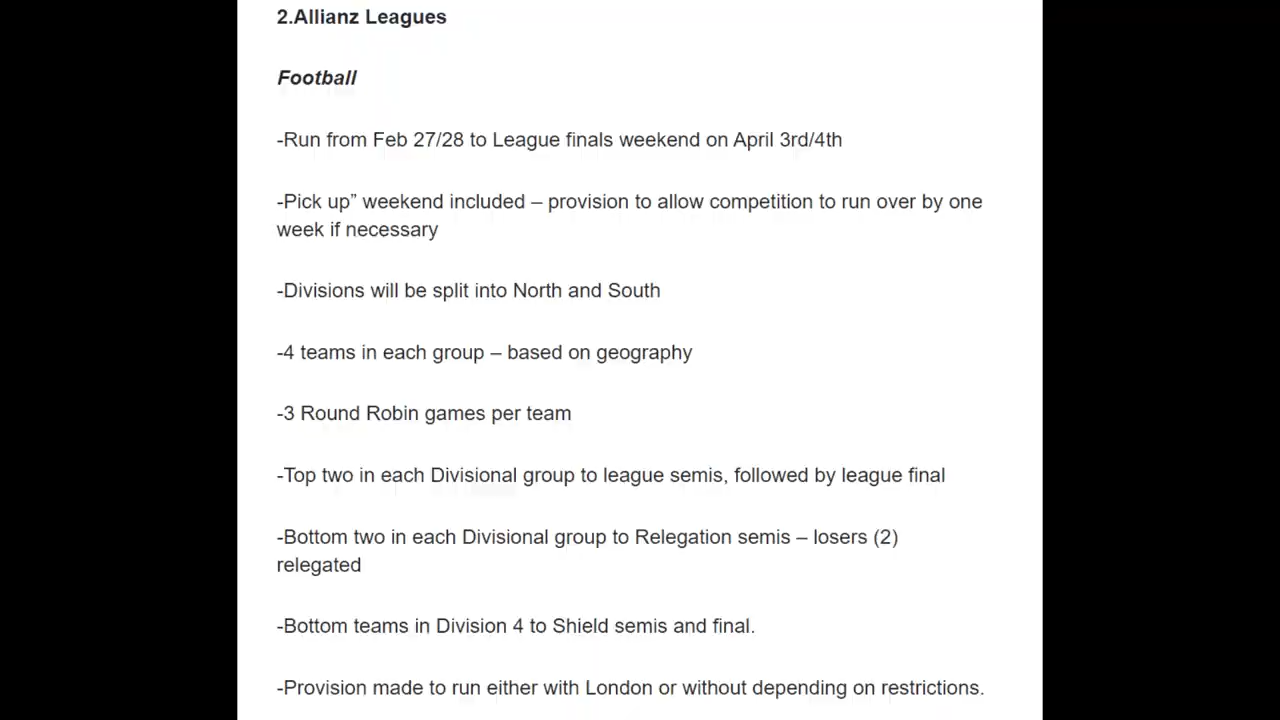 2.Allianz Leagues
Football
-Run from Feb 27/28 to League finals weekend on April 3rd/4th
-Pick up” weekend included – provision to allow competition to run over by one
week if necessary
-Divisions will be split into North and South
-4 teams in each group – based on geography
-3 Round Robin games per team
-Top two in each Divisional group to league semis, followed by league final
-Bottom two in each Divisional group to Relegation semis – losers (2)
relegated
-Bottom teams in Division 4 to Shield semis and final.
-Provision made to run either with London or without depending on restrictions.